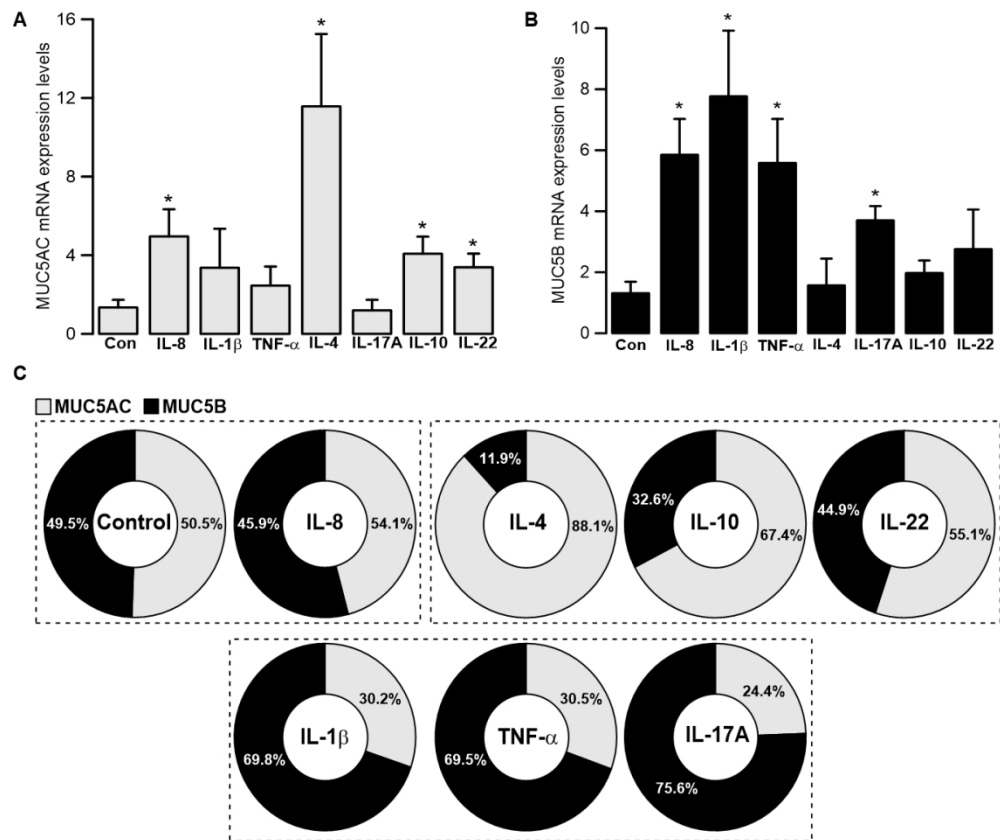 A
MUC5AC mRNA expression levels
16
12
8
4
0
*
*
*
*
Con IL-8 IL-1β TNF-α IL-4 IL-17A IL-10 IL-22
B
MUC5B mRNA expression levels
10
8
6
4
2
0
*
*
*
*
Con IL-8 IL-1β TNF-α IL-4 IL-17A IL-10 IL-22
C
MUC5AC MUC5B
49.5% Control 50.5%
45.9% IL-8 54.1%
11.9% IL-4 88.1%
32.6% IL-10 67.4%
44.9% IL-22 55.1%
69.8% IL-1β 30.2%
69.5% TNF-α 30.5%
75.6% IL-17A 24.4%